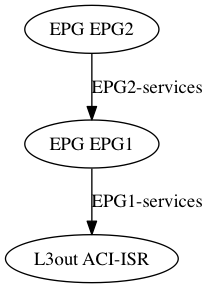 EPG EPG2
EPG2-services
EPG EPG1
EPG1-services
L3out ACI-ISR